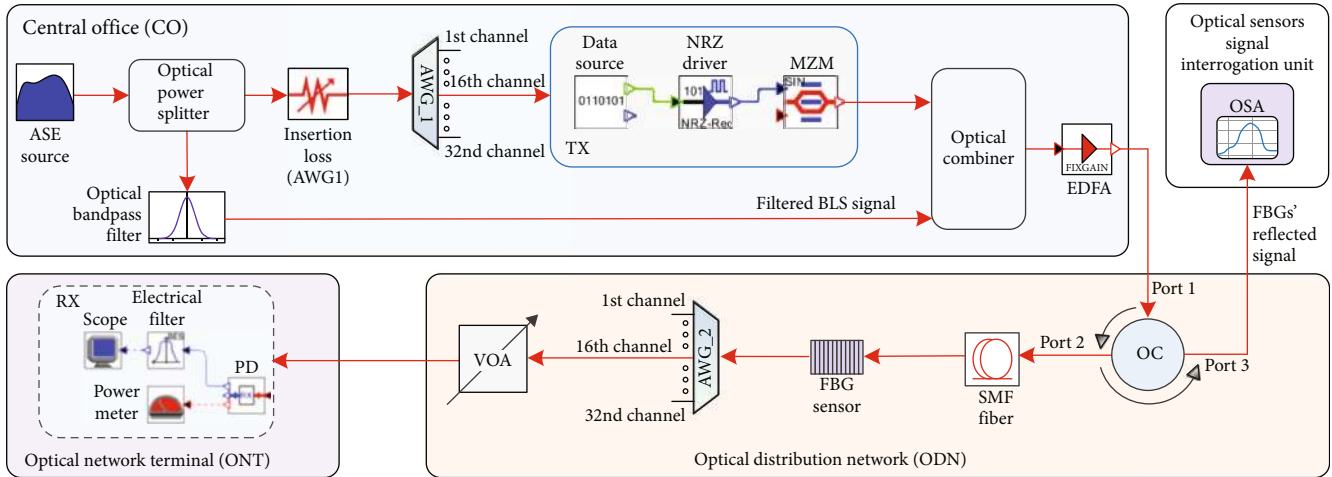 Central office (CO)
ASE
source
Optical
power
splitter
Insertion
loss
(AWG1)
Optical
bandpass
filter
AWG_1
1st channel
16th channel
32nd channel
Data
source
0110101
NRZ
driver
101
NRZ-Rec
MZM
SIN
TX
Filtered BLS signal
Optical
combiner
FIXGAIN
EDFA
Optical sensors
signal
interrogation unit
OSA
FBGs'
reflected
signal
Port 1
Port 2
Port 3
OC
SMF
fiber
FBG
sensor
AWG_2
1st channel
16th channel
32nd channel
VOA
Optical distribution network (ODN)
RX
Electrical
filter
Scope
PD
Power
meter
Optical network terminal (ONT)